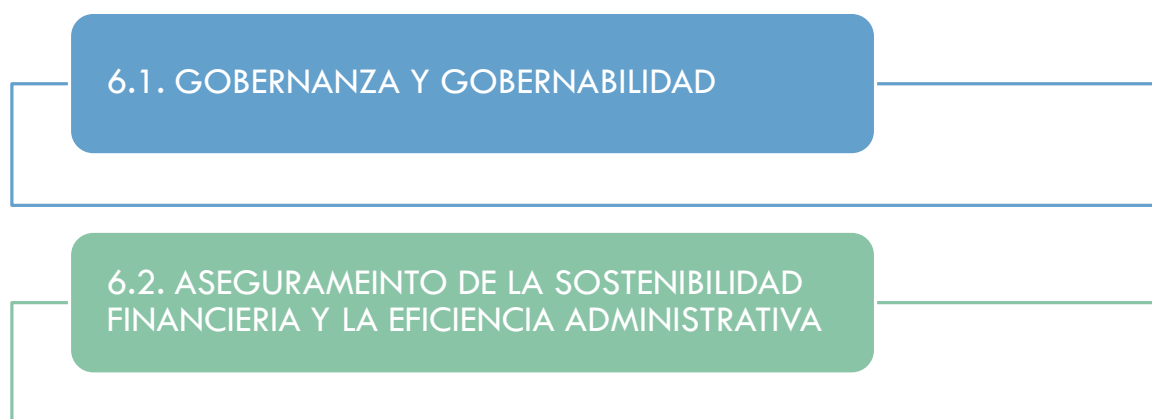 6.1. GOBERNANZA Y GOBERNABILIDAD
6.2. ASEGURAMEINTO DE LA SOSTENIBILIDAD
FINANCIERIA Y LA EFICIENCIA ADMINISTRATIVA